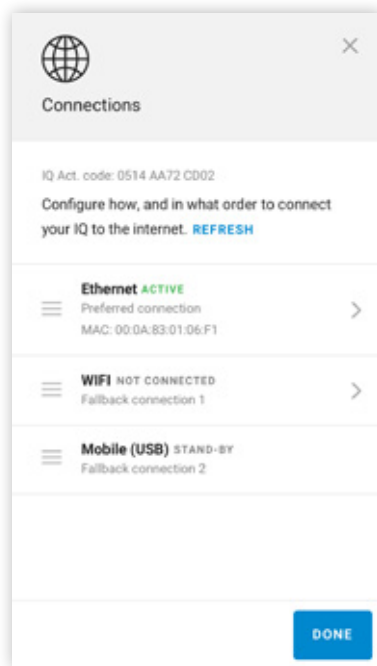 Connections
IQ Act. code: 0514 AA72 CD02
Configure how, and in what order to connect
your IQ to the internet. REFRESH
Ethernet ACTIVE
Preferred connection
MAC: 00:0A:83:01:06:F1
WIFI NOT CONNECTED
Fallback connection 1
Mobile (USB) STAND-BY
Fallback connection 2
DONE